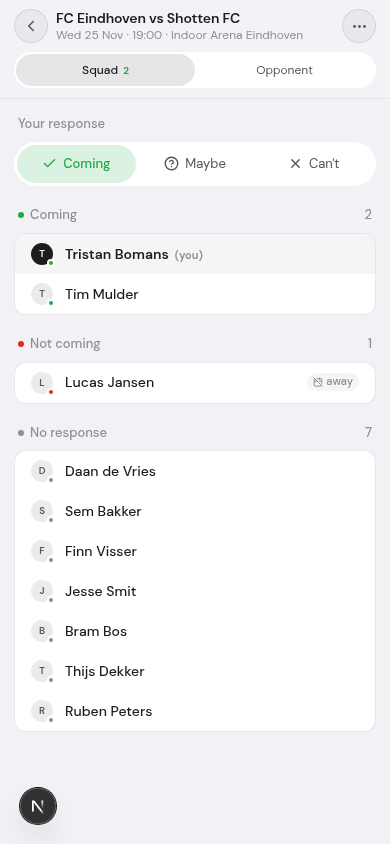 FC Eindhoven vs Shotten FC
Wed 25 Nov · 19:00 · Indoor Arena Eindhoven
Squad 2
Opponent
Your response
Coming
Maybe
Can't
Coming 2
T Tristan Bomans (you)
T Tim Mulder
Not coming 1
L Lucas Jansen away
No response 7
D Daan de Vries
S Sem Bakker
F Finn Visser
J Jesse Smit
B Bram Bos
T Thijs Dekker
R Ruben Peters
N